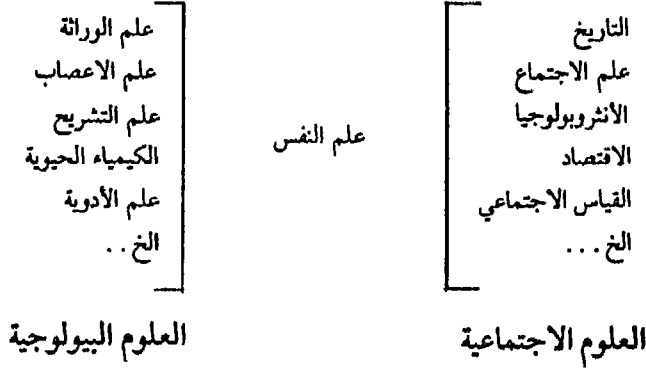 التاريخ
علم الاجتماع
الأنثروبولوجيا
الاقتصاد
القياس الاجتماعي
الخ...
العلوم الاجتماعية
علم النفس
علم الوراثة
علم الاعصاب
علم التشريح
الكيمياء الحيوية
علم الأدوية
الخ..
العلوم البيولوجية